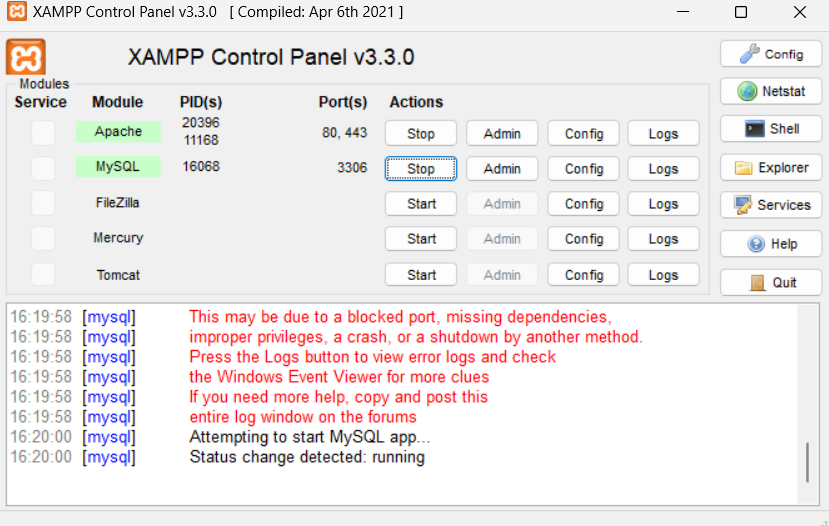 XAMPP Control Panel v3.3.0 [ Compiled: Apr 6th 2021 ]
XAMPP Control Panel v3.3.0
Config
Modules
Service Module PID(s) Port(s) Actions
Netstat
Apache 20396 11168 80, 443 Stop Admin Config Logs
Shell
MySQL 16068 3306 Stop Admin Config Logs
Explorer
FileZilla Start Admin Config Logs
Services
Mercury Start Admin Config Logs
Help
Tomcat Start Admin Config Logs
Quit
16:19:58 [mysql] This may be due to a blocked port, missing dependencies,
16:19:58 [mysql] improper privileges, a crash, or a shutdown by another method.
16:19:58 [mysql] Press the Logs button to view error logs and check
16:19:58 [mysql] the Windows Event Viewer for more clues
16:19:58 [mysql] If you need more help, copy and post this
16:19:58 [mysql] entire log window on the forums
16:20:00 [mysql] Attempting to start MySQL app...
16:20:00 [mysql] Status change detected: running